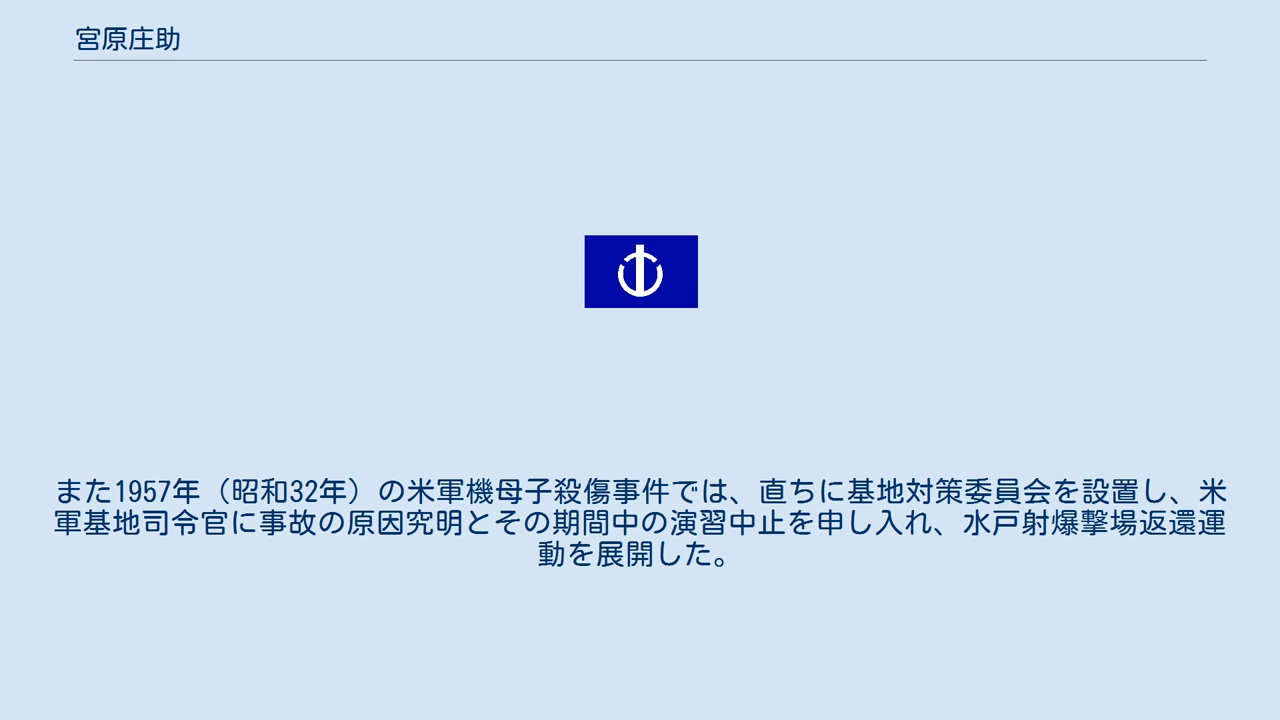 宮原庄助
また1957年（昭和32年）の米軍機母子殺傷事件では、直ちに基地対策委員会を設置し、米
軍基地司令官に事故の原因究明とその期間中の演習中止を申し入れ、水戸射爆撃場返還運
動を展開した。